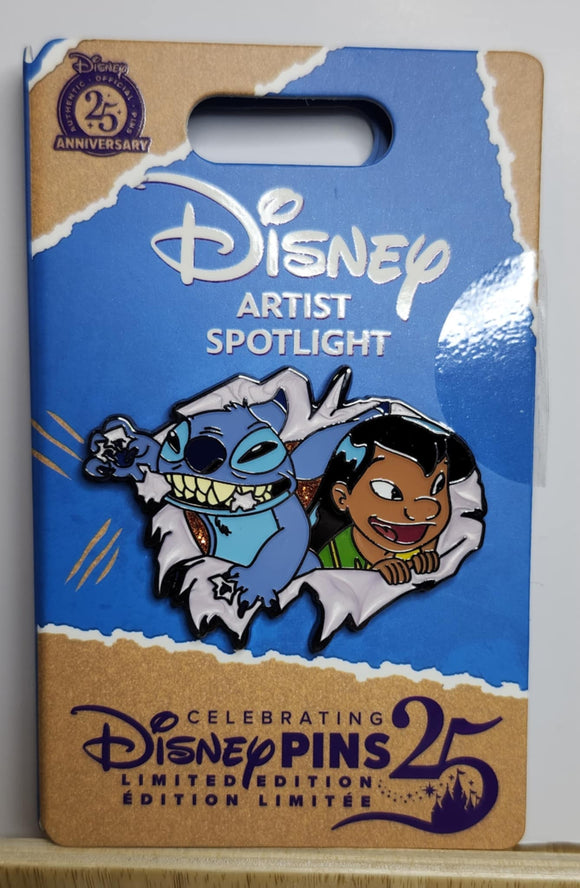 Disney
AUTHENTIC • OFFICIAL • PINS
25
ANNIVERSARY
Disney
ARTIST
SPOTLIGHT
CELEBRATING
Disney PINS 25
LIMITED EDITION
ÉDITION LIMITÉE